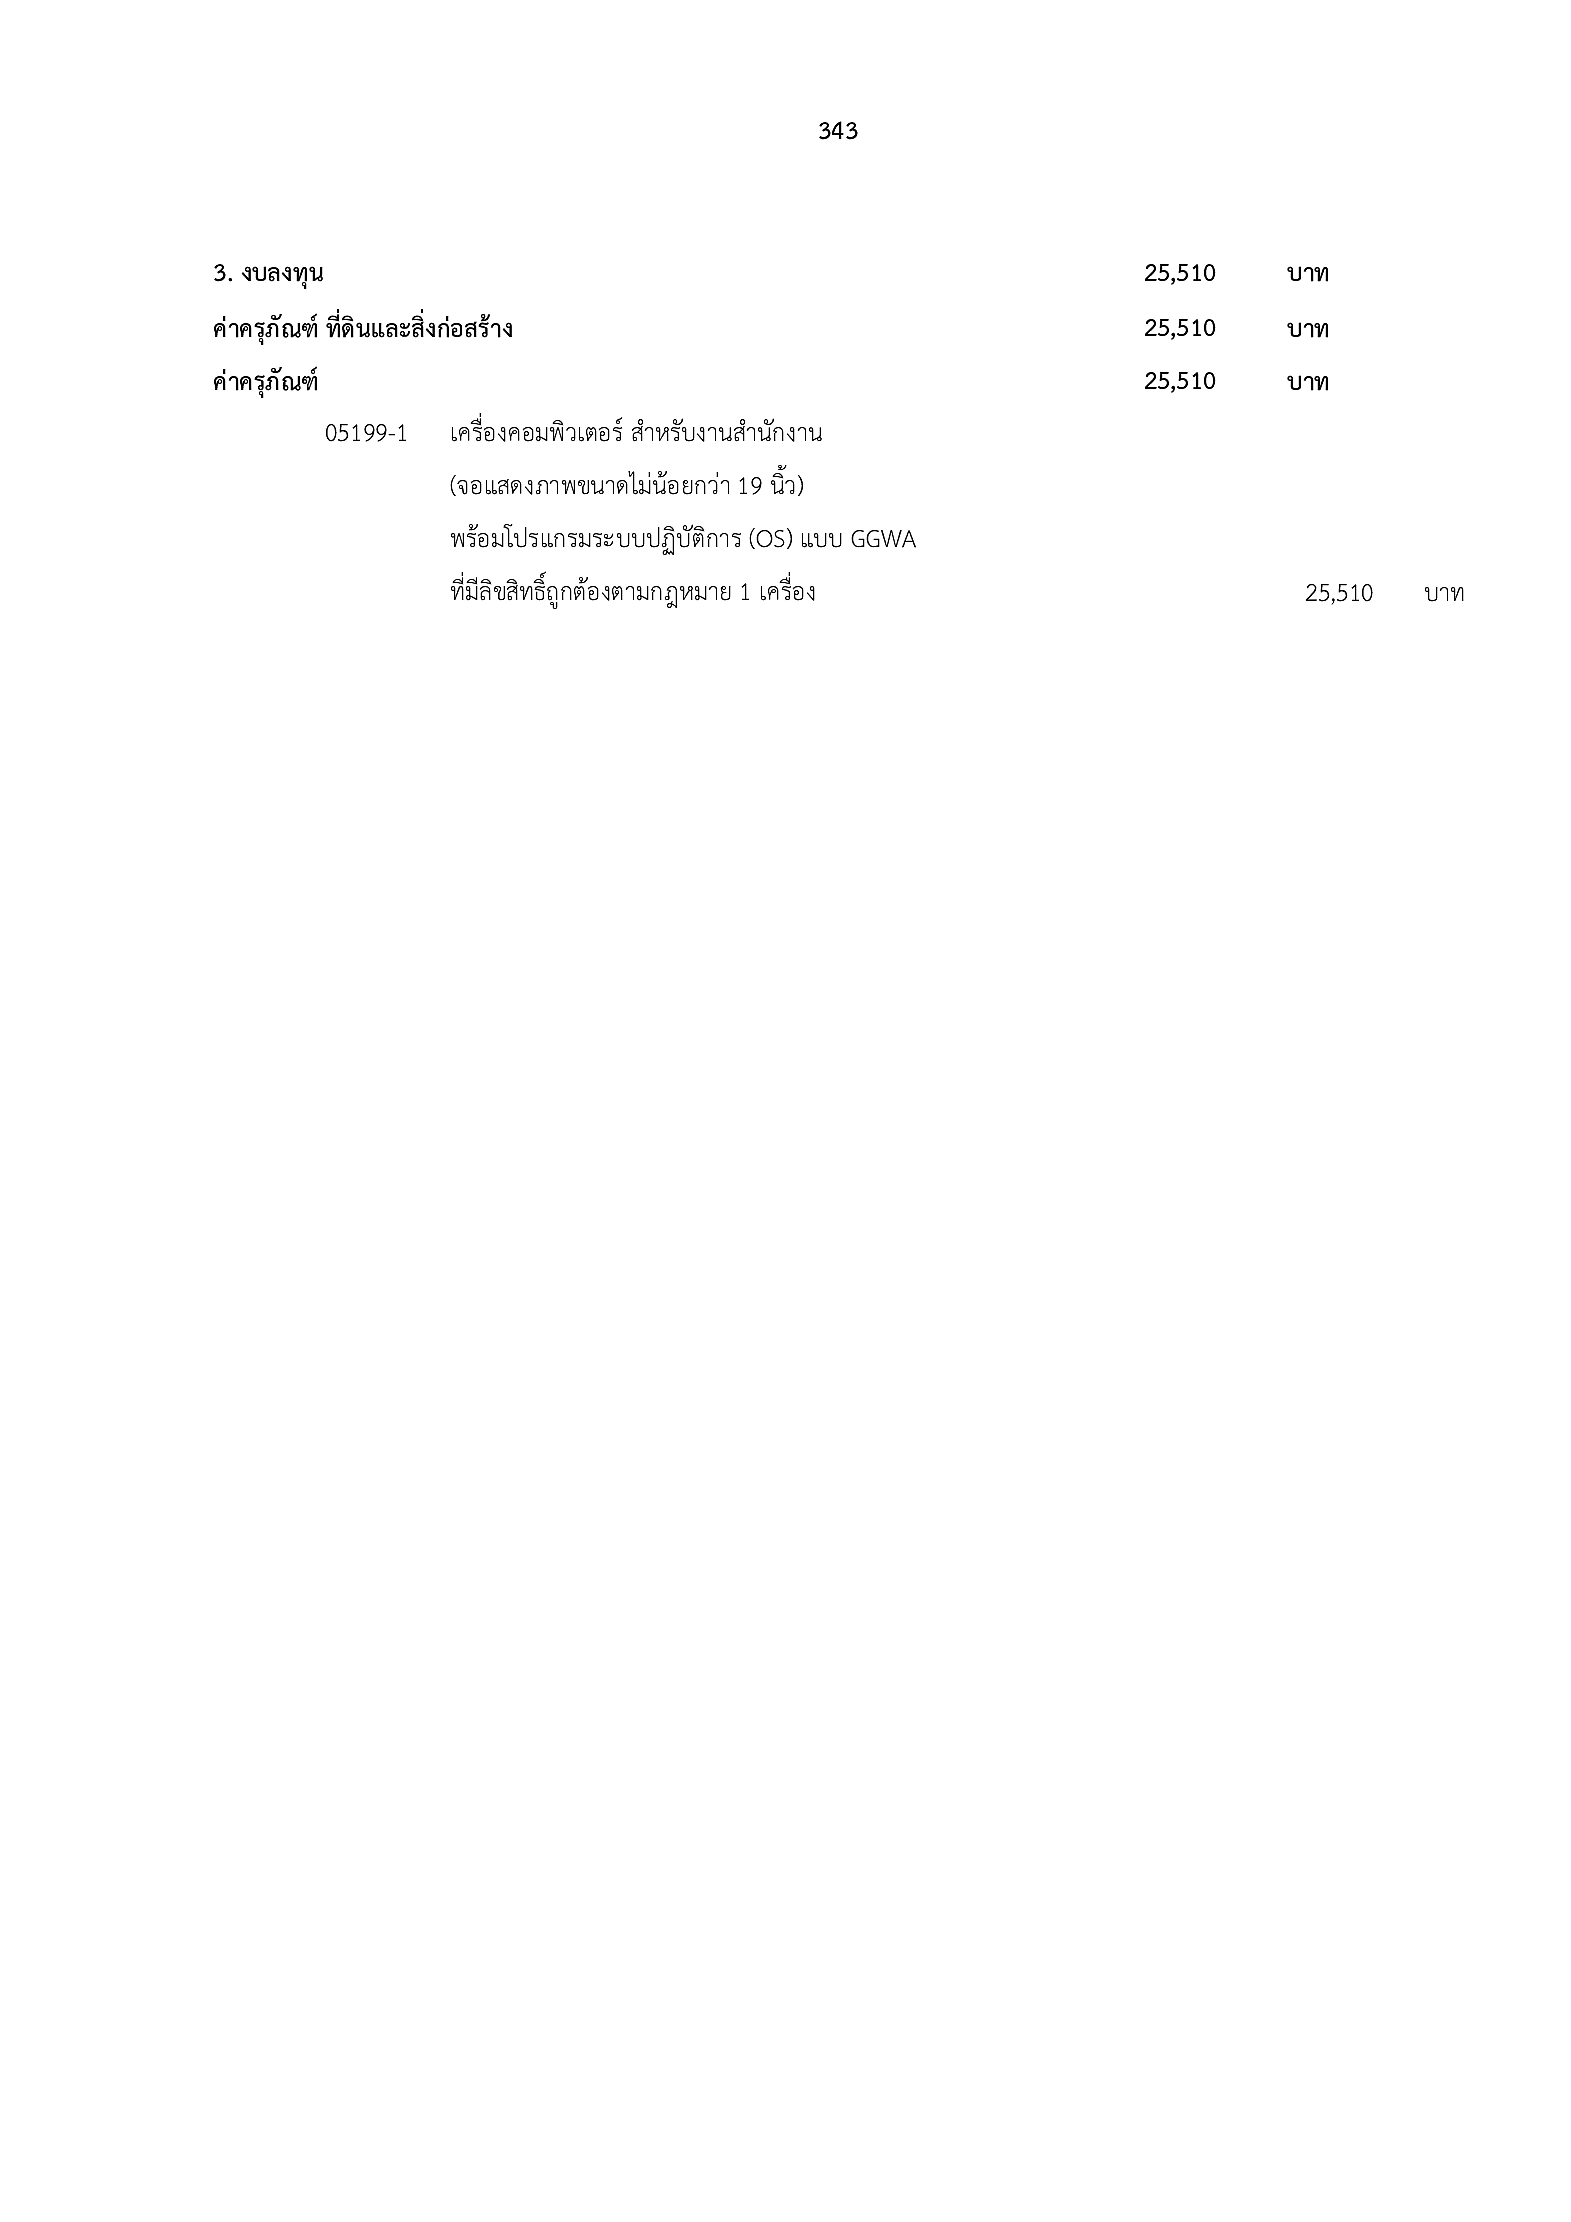 343
3. งบลงทุน 25,510 บาท
ค่าครุภัณฑ์ ที่ดินและสิ่งก่อสร้าง 25,510 บาท
ค่าครุภัณฑ์ 25,510 บาท
05199-1 เครื่องคอมพิวเตอร์ สำหรับงานสำนักงาน
(จอแสดงภาพขนาดไม่น้อยกว่า 19 นิ้ว)
พร้อมโปรแกรมระบบปฏิบัติการ (OS) แบบ GGWA
ที่มีลิขสิทธิ์ถูกต้องตามกฎหมาย 1 เครื่อง 25,510 บาท